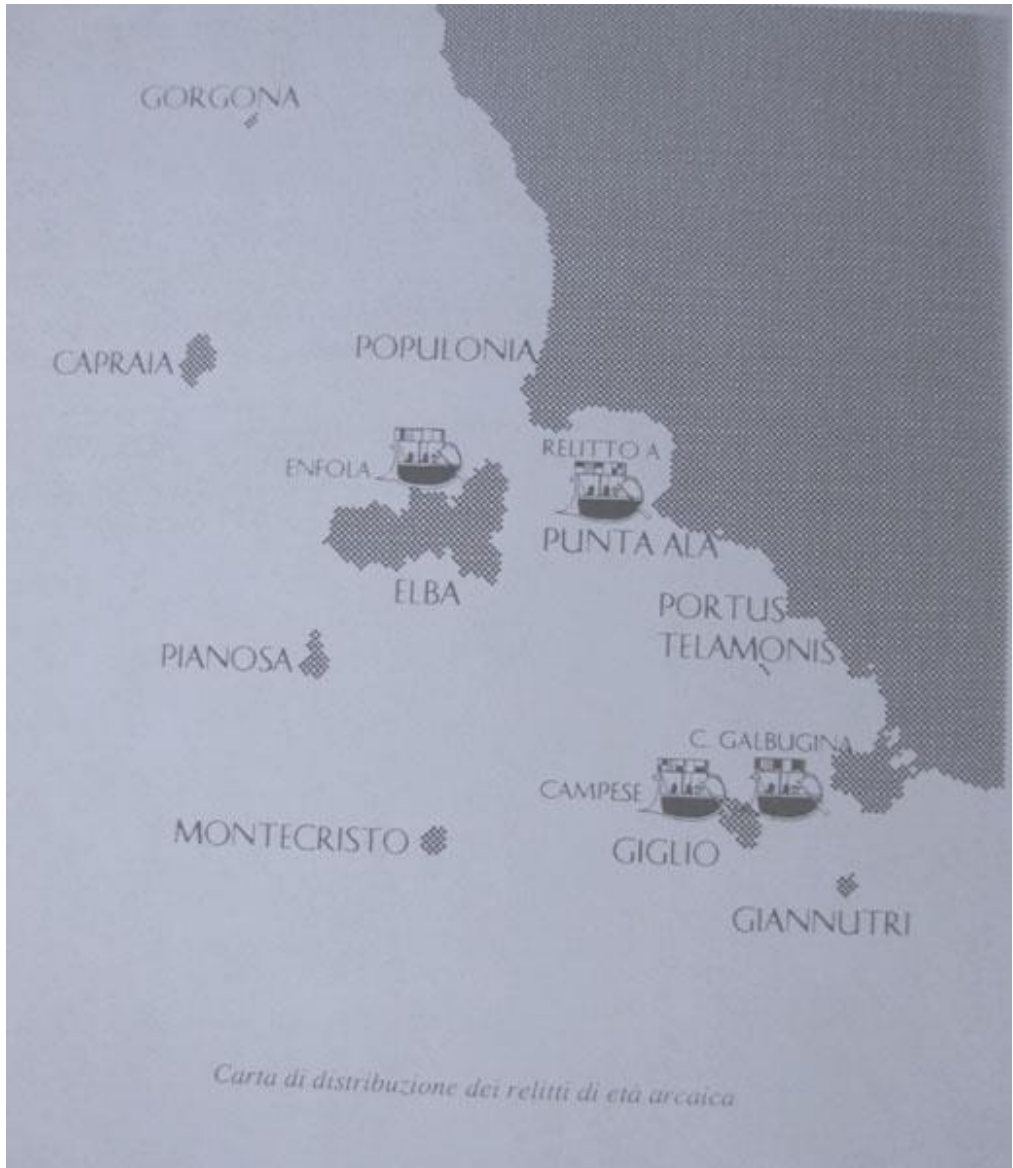 GORGONA
CAPRAIA
POPULONIA
ENFOLA
RELITTO A
PUNTA ALA
ELBA
PORTUS
TELAMONIS
PIANOSA
C. GALBUGINA
CAMPESE
MONTECRISTO
GIGLIO
GIANNUTRI
Carta di distribuzione dei relitti di età arcaica